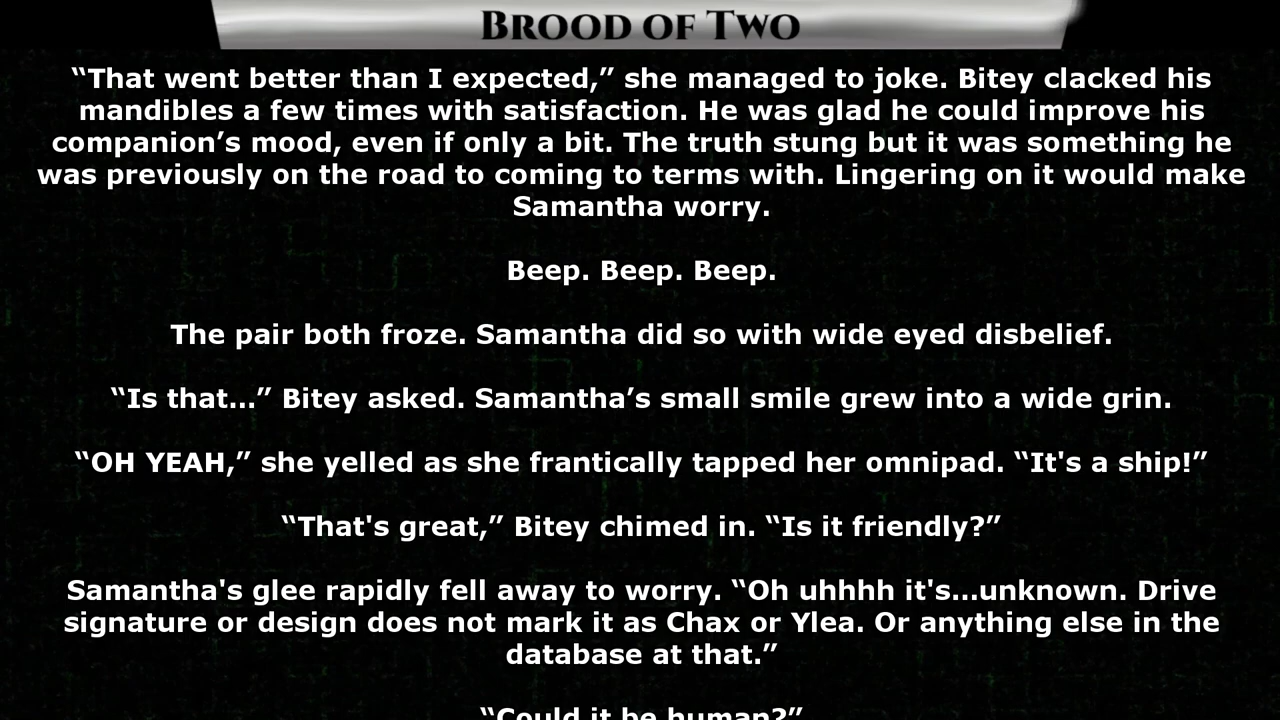 Brood of Two
“That went better than I expected,” she managed to joke. Bitey clacked his
mandibles a few times with satisfaction. He was glad he could improve his
companion’s mood, even if only a bit. The truth stung but it was something he
was previously on the road to coming to terms with. Lingering on it would make
Samantha worry.
Beep. Beep. Beep.
The pair both froze. Samantha did so with wide eyed disbelief.
“Is that…” Bitey asked. Samantha’s small smile grew into a wide grin.
“OH YEAH,” she yelled as she frantically tapped her omnipad. “It's a ship!”
“That's great,” Bitey chimed in. “Is it friendly?”
Samantha's glee rapidly fell away to worry. “Oh uhhhh it's…unknown. Drive
signature or design does not mark it as Chax or Ylea. Or anything else in the
database at that.”
“Could it be human?”